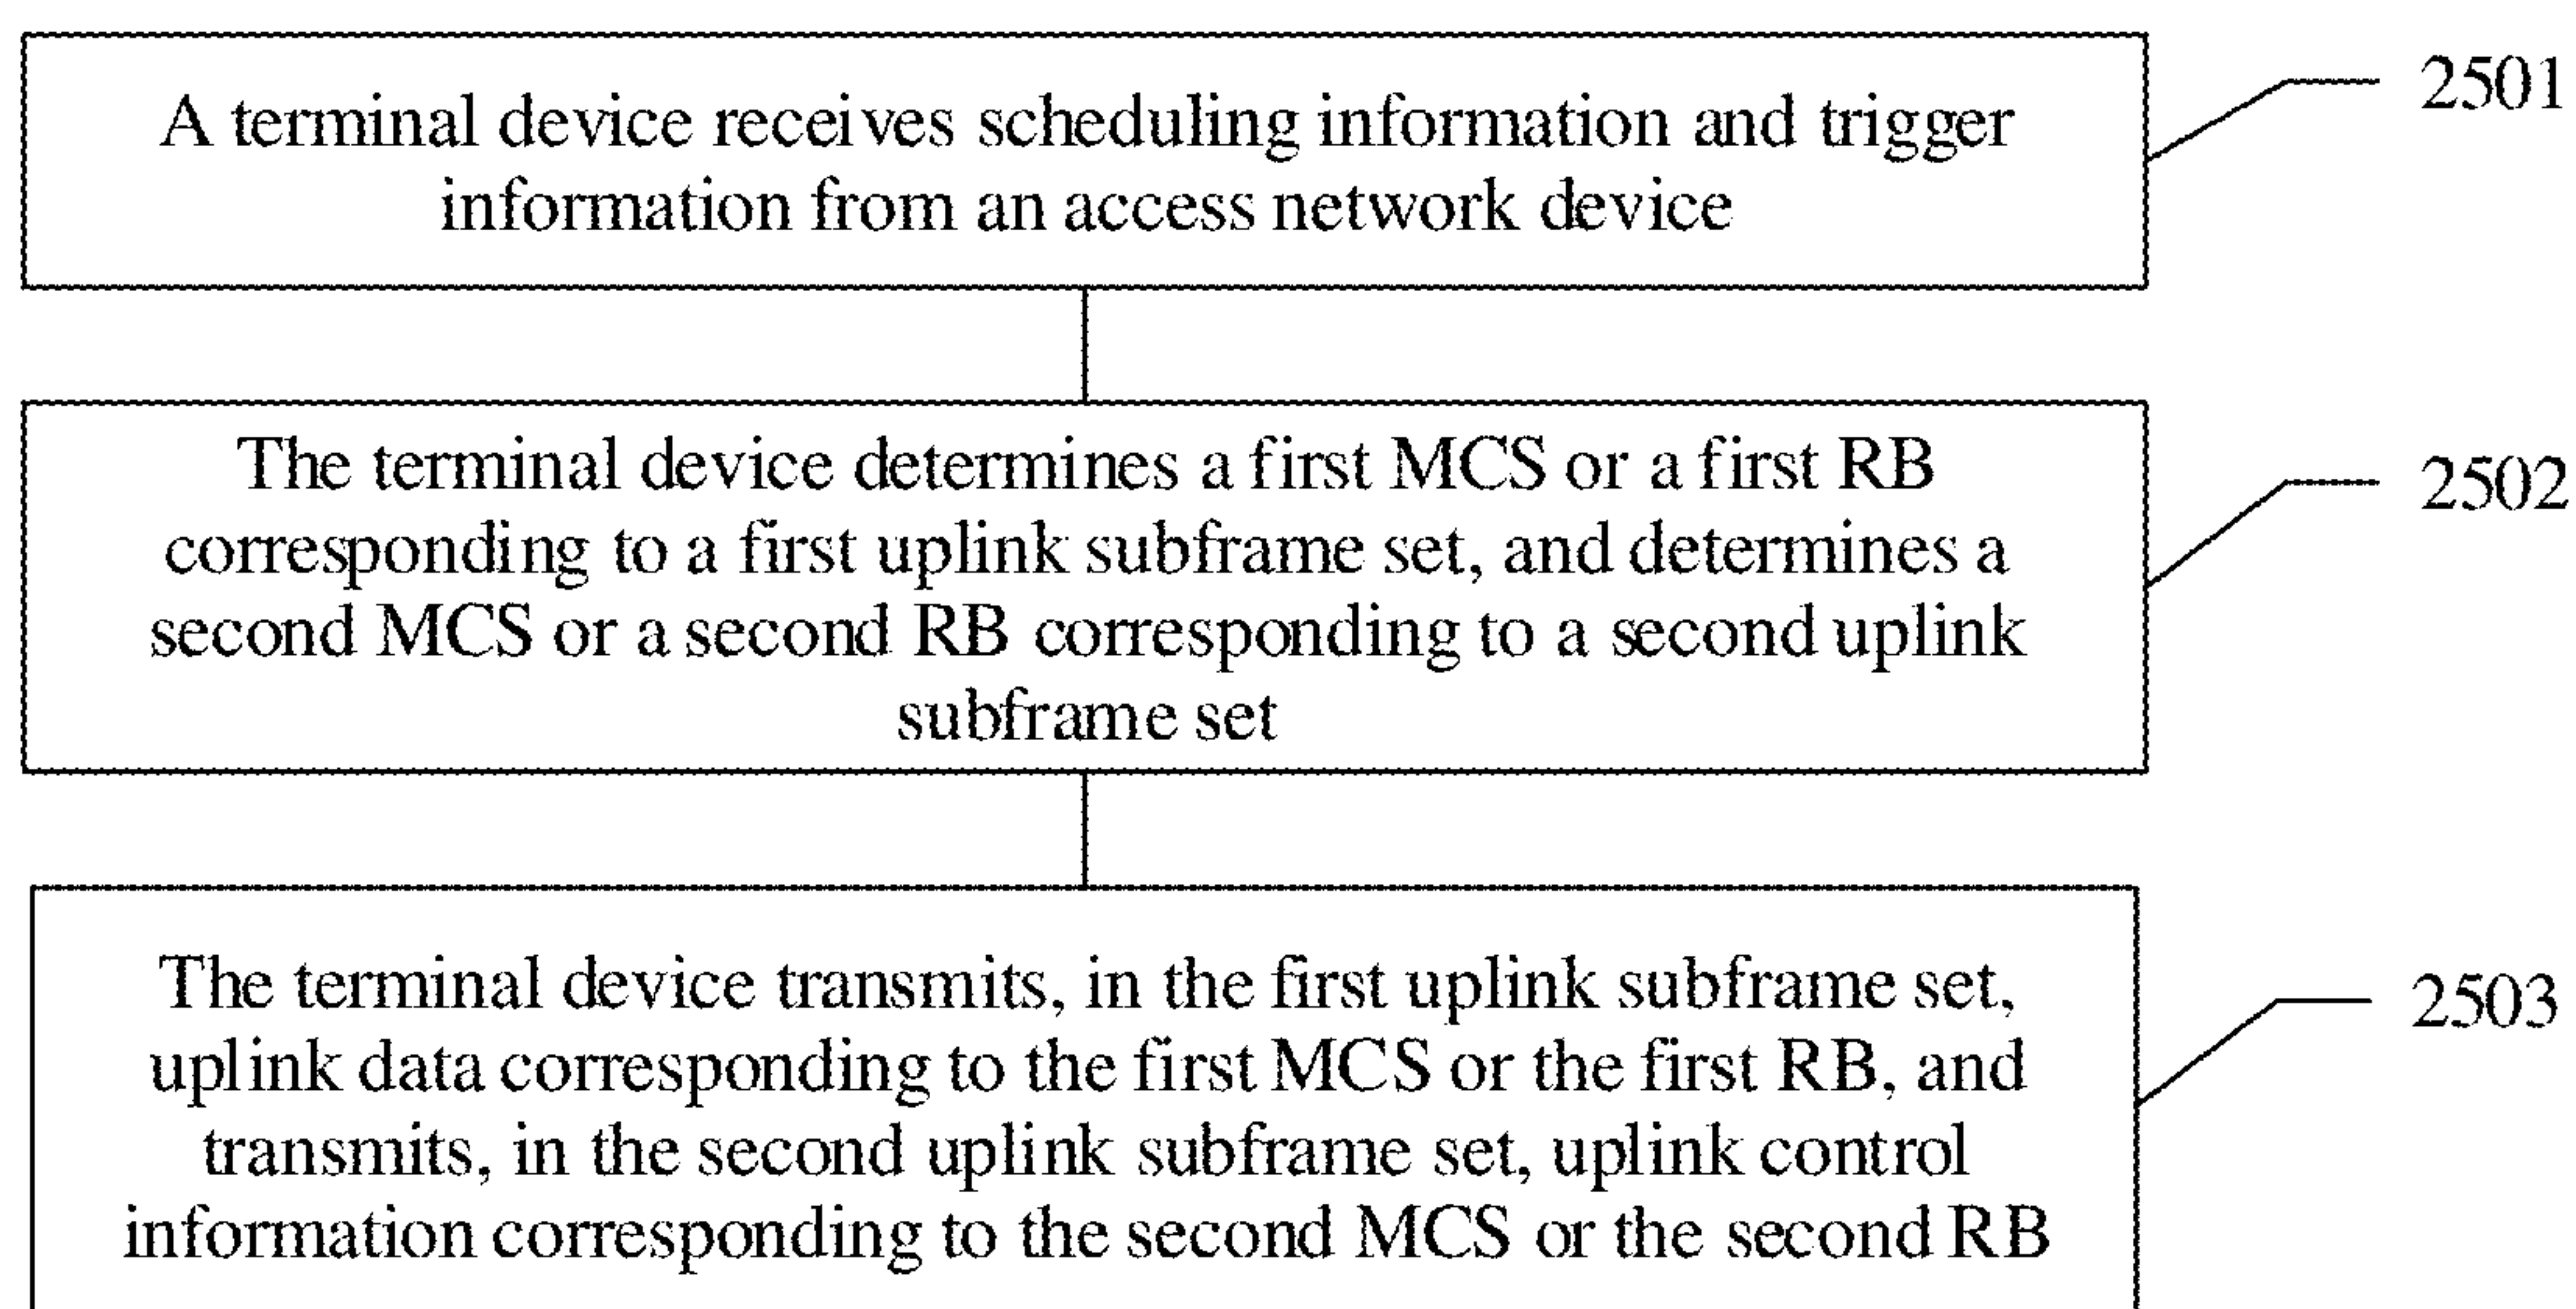 A terminal device receives scheduling information and trigger
information from an access network device
2501
The terminal device determines a first MCS or a first RB
corresponding to a first uplink subframe set, and determines a
second MCS or a second RB corresponding to a second uplink
subframe set
2502
The terminal device transmits, in the first uplink subframe set,
uplink data corresponding to the first MCS or the first RB, and
transmits, in the second uplink subframe set, uplink control
information corresponding to the second MCS or the second RB
2503